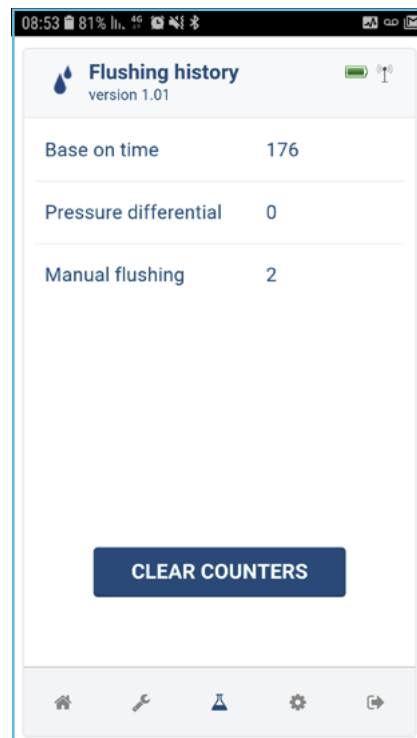 08:53 81% 4G
Flushing history
version 1.01
Base on time 176
Pressure differential 0
Manual flushing 2
CLEAR COUNTERS